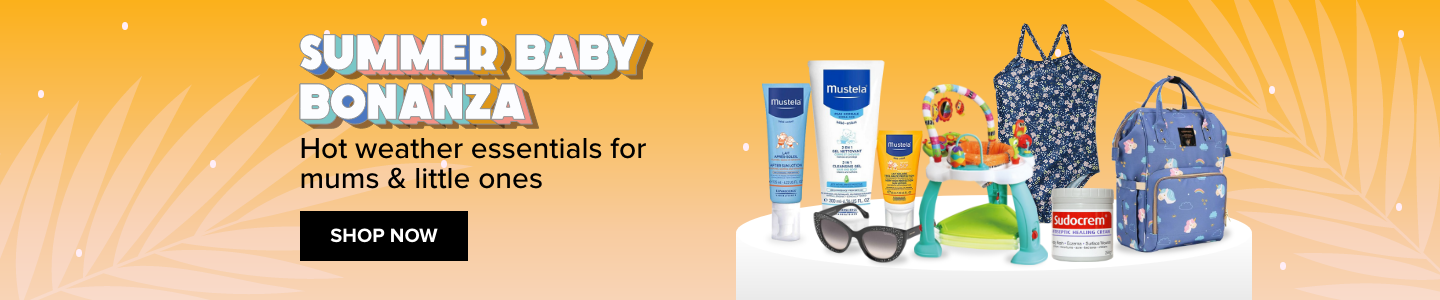 SUMMER BABY
BONANZA
Hot weather essentials for
mums & little ones
SHOP NOW
Mustela
Mustela
Mustela
Sudocrem